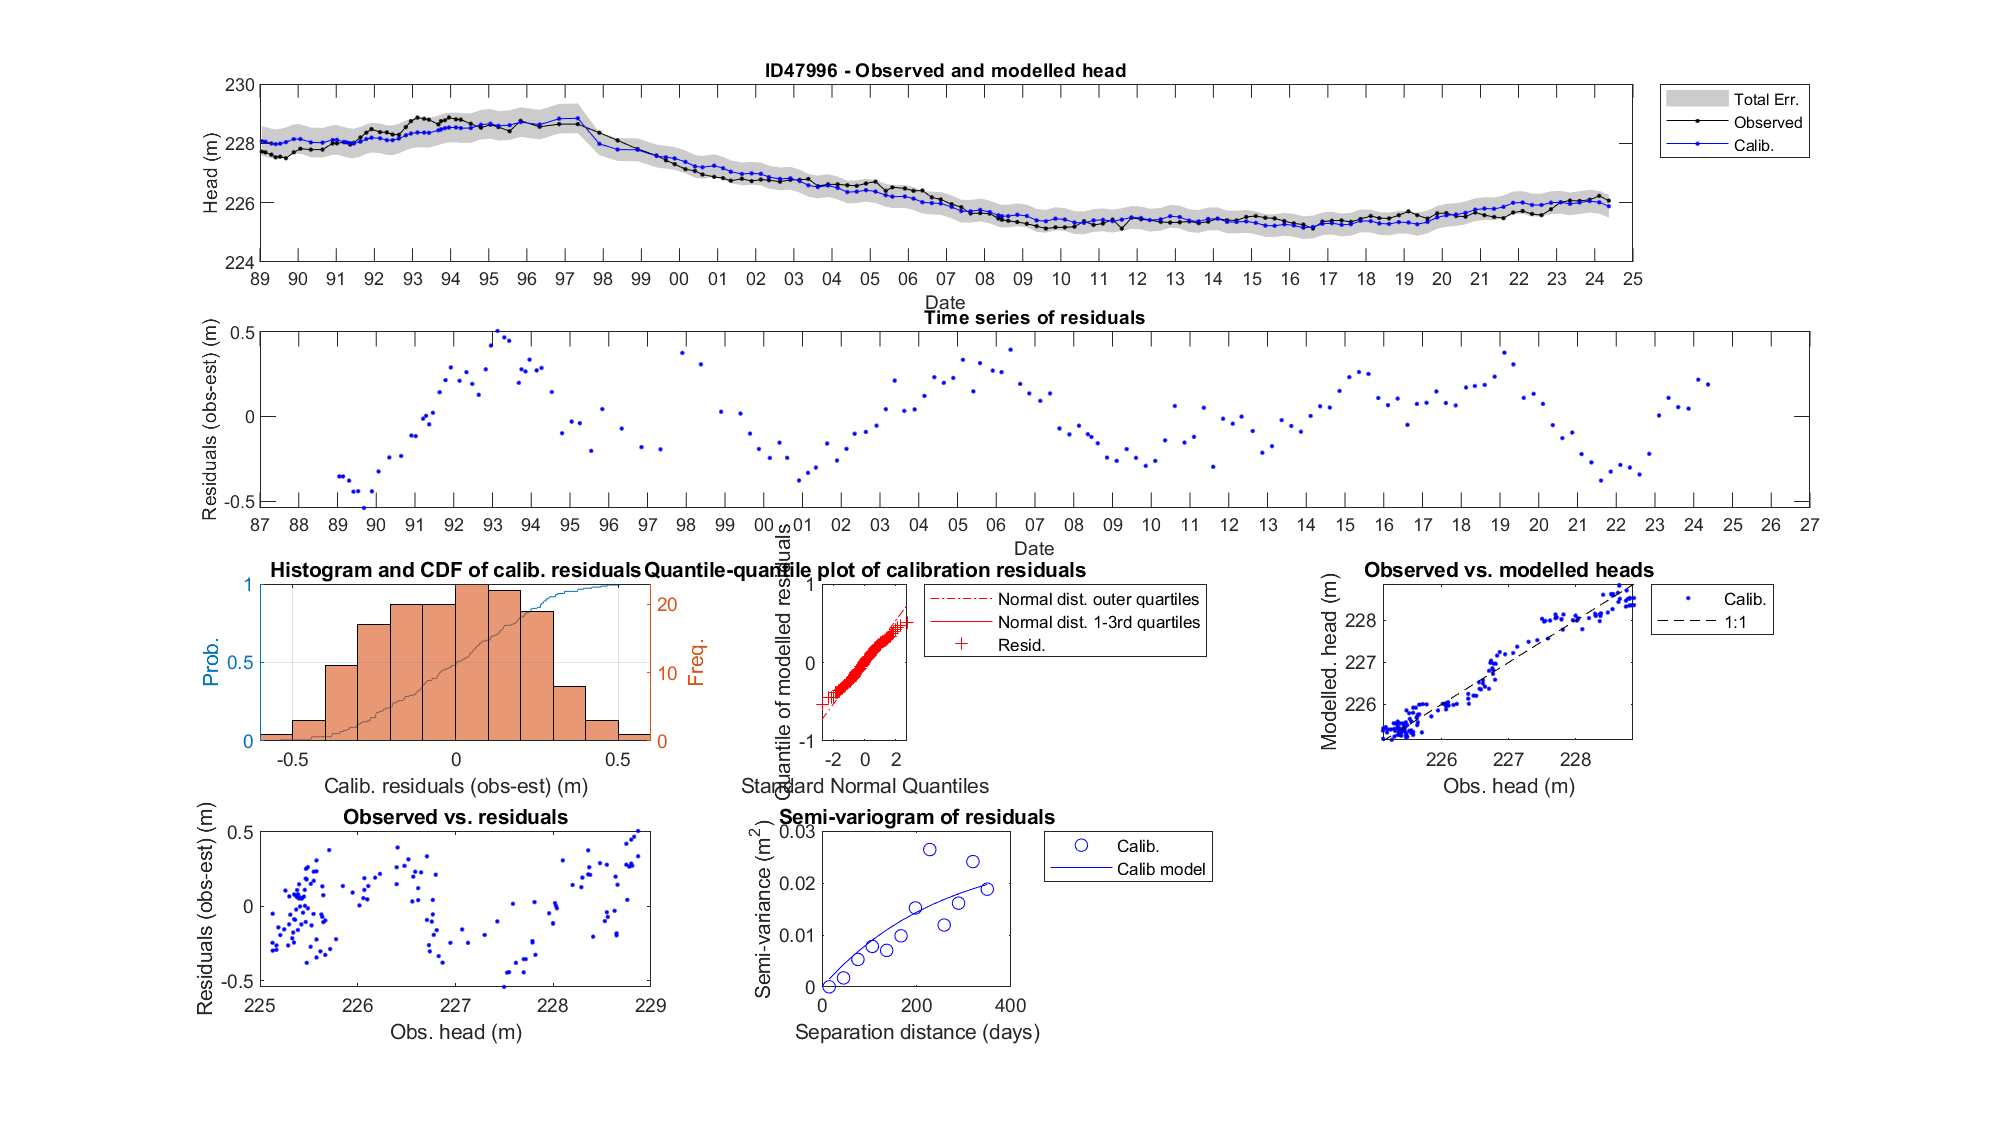 ID47996 - Observed and modelled head
230
228
226
224
Head (m)
89 90 91 92 93 94 95 96 97 98 99 00 01 02 03 04 05 06 07 08 09 10 11 12 13 14 15 16 17 18 19 20 21 22 23 24 25
Date
Total Err.
Observed
Calib.
Time series of residuals
0.5
0
-0.5
Residuals (obs-est) (m)
87 88 89 90 91 92 93 94 95 96 97 98 99 00 01 02 03 04 05 06 07 08 09 10 11 12 13 14 15 16 17 18 19 20 21 22 23 24 25 26 27
Date
Histogram and CDF of calib. residuals
1
0.5
0
Prob.
20
10
0
Freq.
-0.5 0 0.5
Calib. residuals (obs-est) (m)
Quantile-quantile plot of calibration residuals
1
0
-1
Quantile of modelled residuals
-2 0 2
Standard Normal Quantiles
Normal dist. outer quartiles
Normal dist. 1-3rd quartiles
Resid.
Observed vs. modelled heads
228
227
226
Modelled. head (m)
226 227 228
Obs. head (m)
Calib.
1:1
Observed vs. residuals
0.5
0
-0.5
Residuals (obs-est) (m)
225 226 227 228 229
Obs. head (m)
Semi-variogram of residuals
0.03
0.02
0.01
0
Semi-variance (m²)
0 200 400
Separation distance (days)
Calib.
Calib model